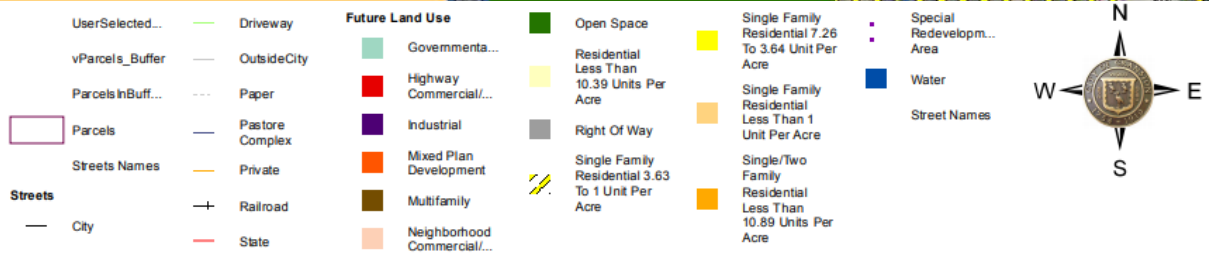 UserSelected...
vParcels_Buffer
ParcelsInBuff...
Parcels
Streets Names
Streets
City
Driveway
OutsideCity
Paper
Pastore
Complex
Private
Railroad
State
Future Land Use
Governmenta...
Highway
Commercial/...
Industrial
Mixed Plan
Development
Multifamily
Neighborhood
Commercial/...
Open Space
Residential
Less Than
10.39 Units Per
Acre
Right Of Way
Single Family
Residential 3.63
To 1 Unit Per
Acre
Single Family
Residential 7.26
To 3.64 Unit Per
Acre
Single Family
Residential
Less Than 1
Unit Per Acre
Single/Two
Family
Residential
Less Than
10.89 Units Per
Acre
Special
Redevelopm...
Area
Water
Street Names
N
W
E
S